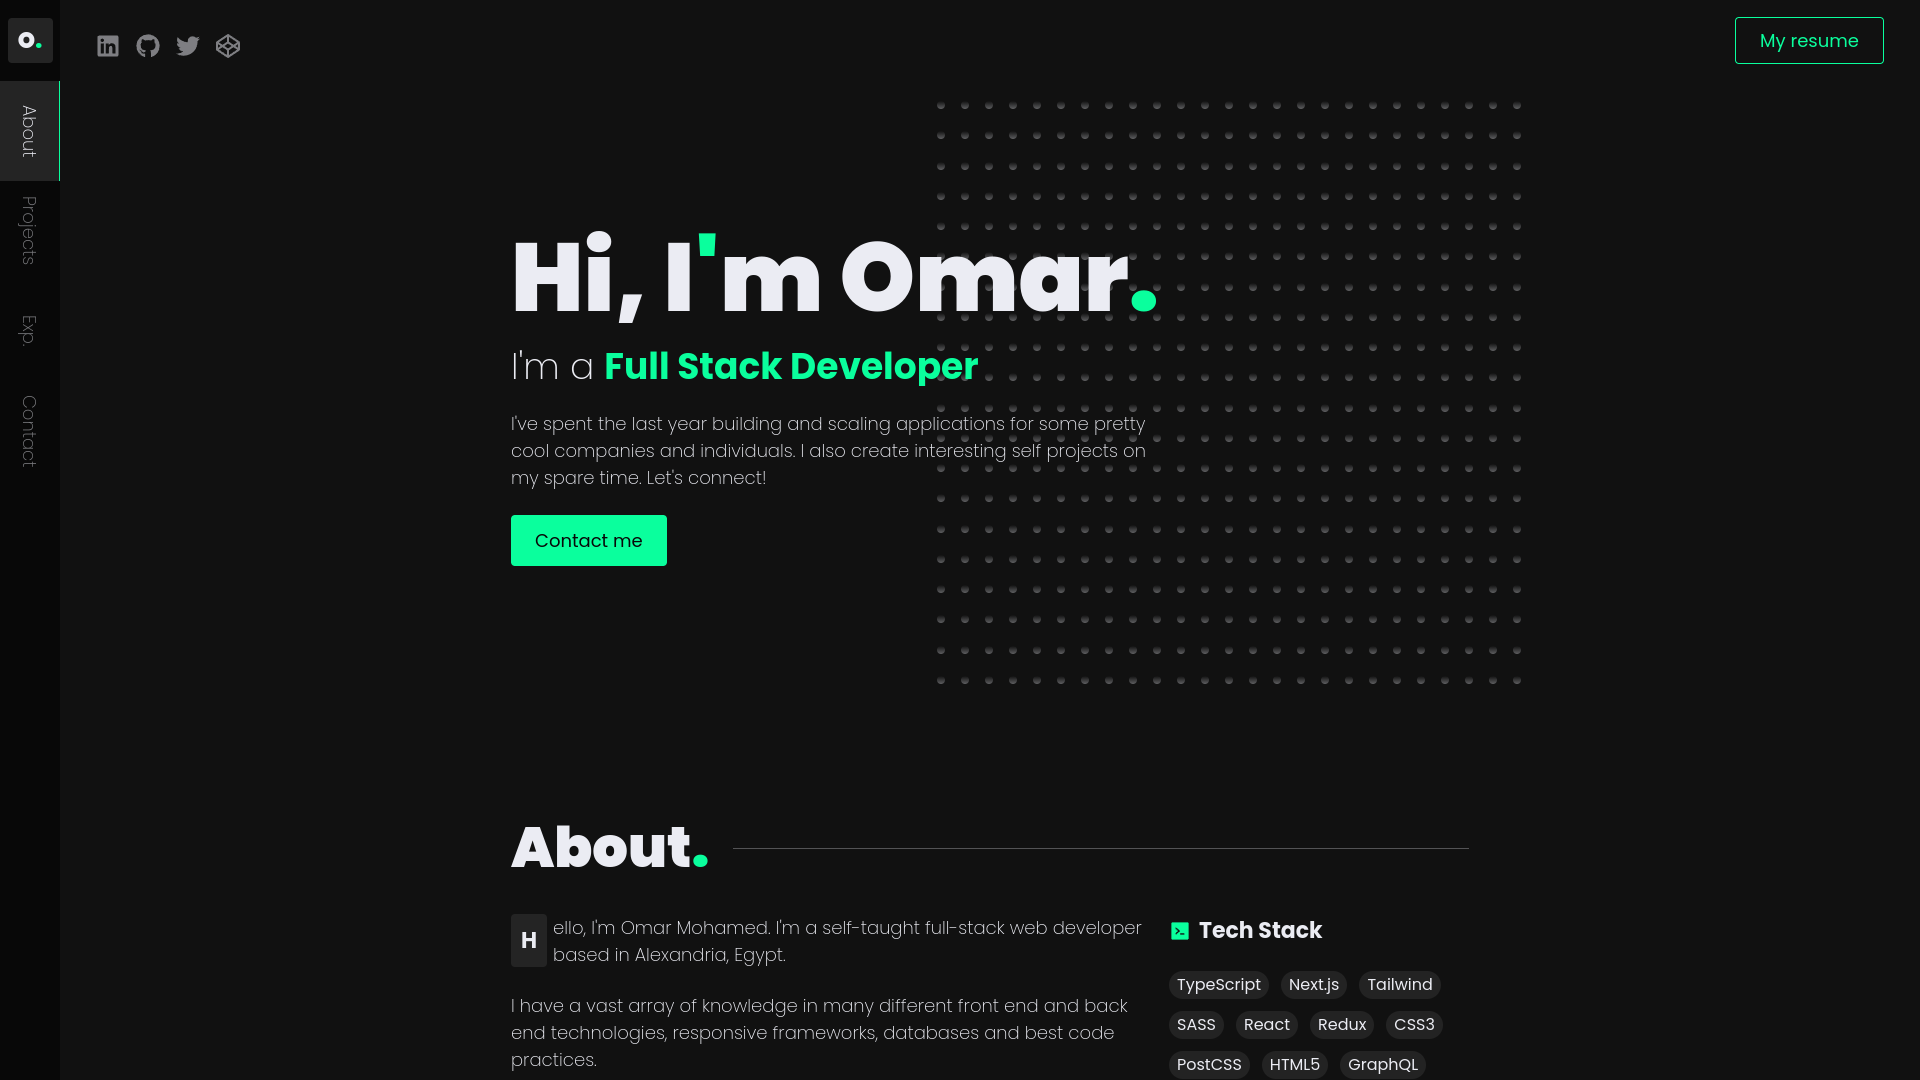 o.
My resume
About
Projects
Exp.
Contact
Hi, I'm Omar.
I'm a Full Stack Developer
I've spent the last year building and scaling applications for some pretty
cool companies and individuals. I also create interesting self projects on
my spare time. Let's connect!
Contact me
About.
Hello, I'm Omar Mohamed. I'm a self-taught full-stack web developer
based in Alexandria, Egypt.
I have a vast array of knowledge in many different front end and back
end technologies, responsive frameworks, databases and best code
practices.
Tech Stack
TypeScript Next.js Tailwind
SASS React Redux CSS3
PostCSS HTML5 GraphQL